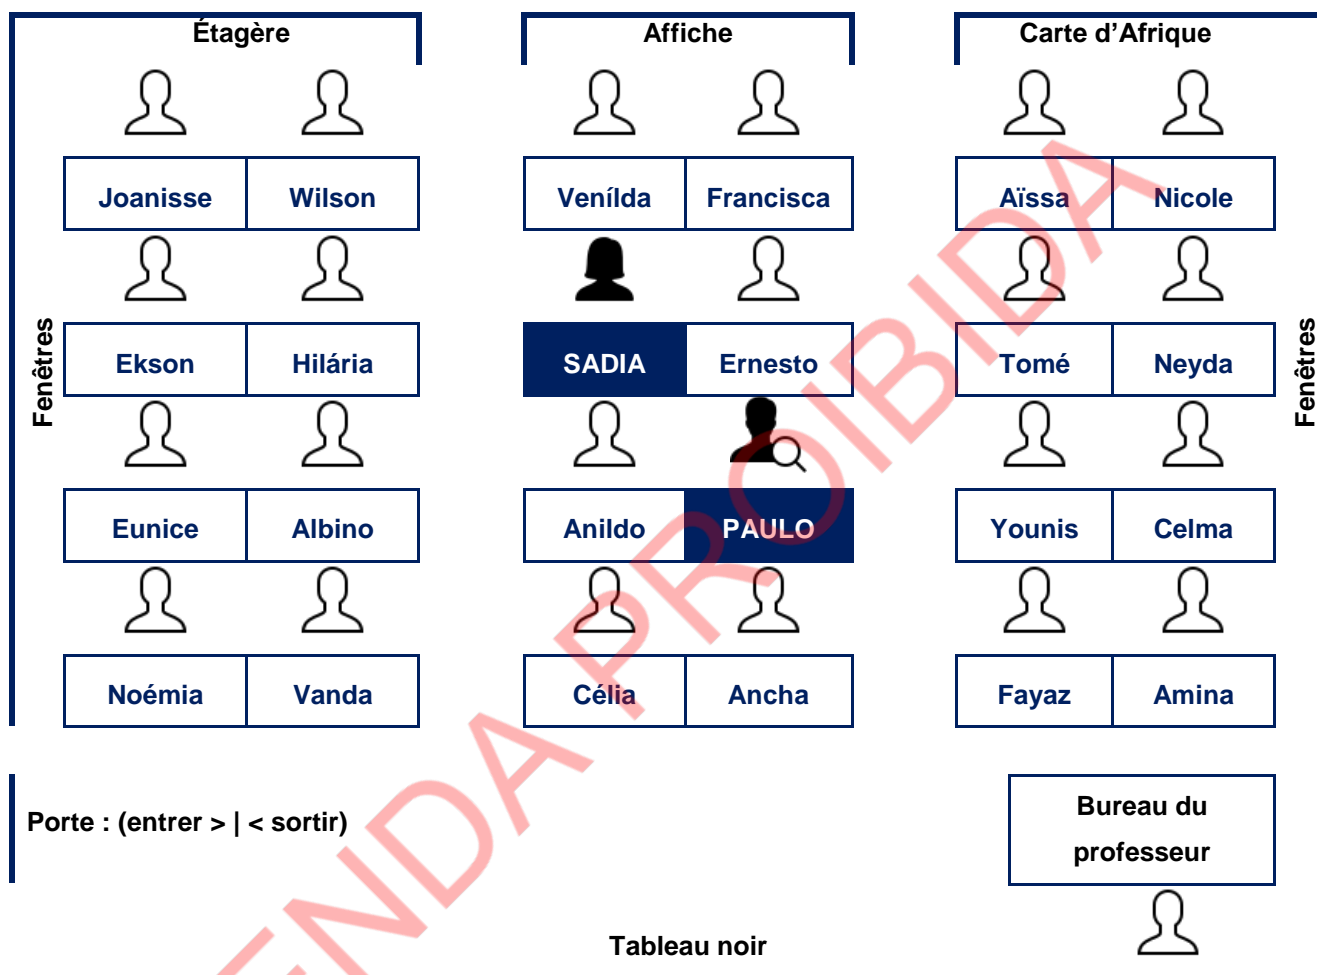 Étagère Affiche Carte d’Afrique
Joanisse Wilson Venílda Francisca Aïssa Nicole
Fenêtres
Ekson Hilária SADIA Ernesto Tomé Neyda
Fenêtres
Eunice Albino Anildo PAULO Younis Celma
Noémia Vanda Célia Ancha Fayaz Amina
Porte : (entrer > | < sortir)
Bureau du
professeur
Tableau noir
ENDA PROIBIDA